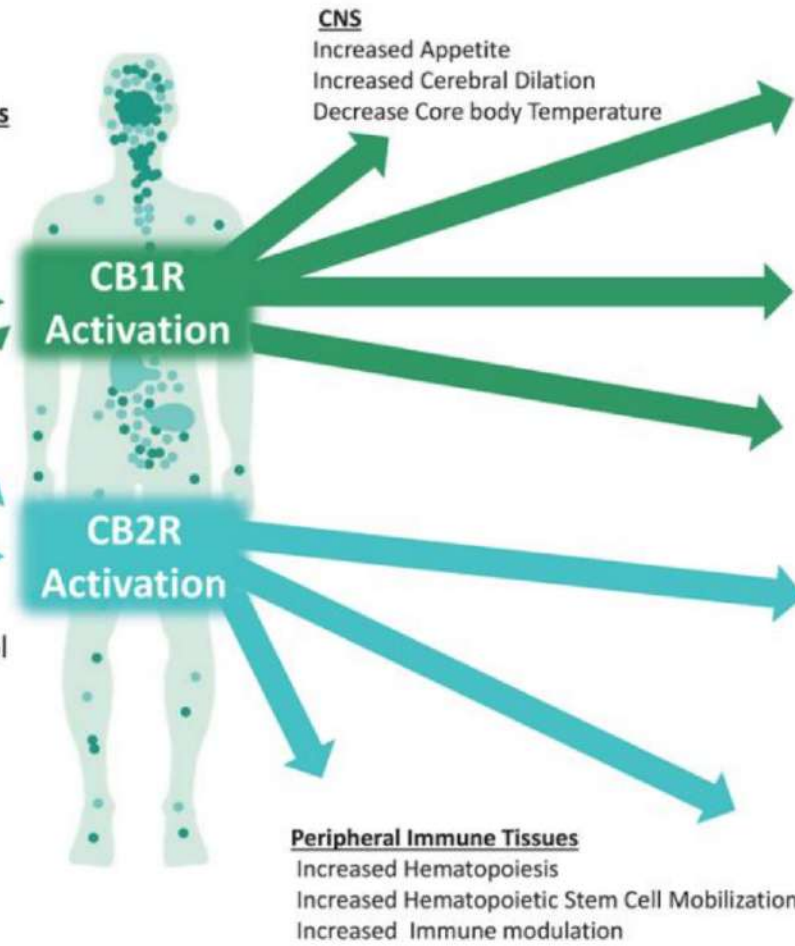 CNS
Increased Appetite
Increased Cerebral Dilation
Decrease Core body Temperature
CB1R
Activation
CB2R
Activation
Peripheral Immune Tissues
Increased Hematopoiesis
Increased Hematopoietic Stem Cell Mobilization
Increased Immune modulation